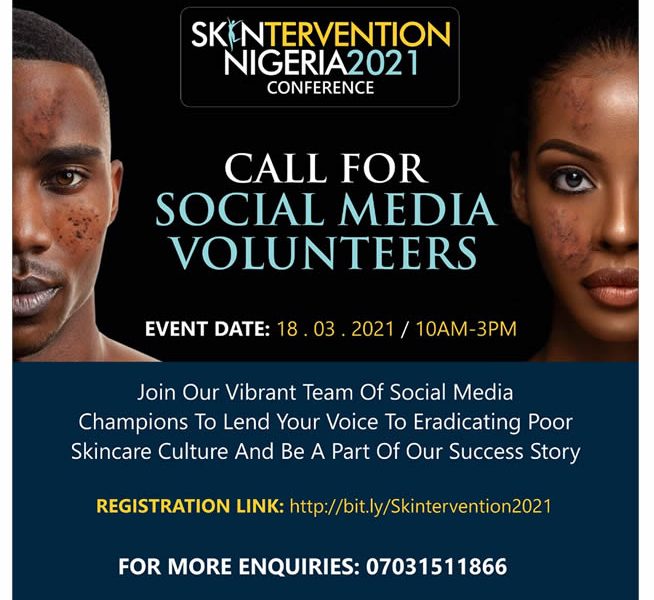 SKINTERVENTION
NIGERIA2021
CONFERENCE
CALL FOR
SOCIAL MEDIA
VOLUNTEERS
EVENT DATE: 18 . 03 . 2021 / 10AM-3PM
Join Our Vibrant Team Of Social Media
Champions To Lend Your Voice To Eradicating Poor
Skincare Culture And Be A Part Of Our Success Story
REGISTRATION LINK: http://bit.ly/Skintervention2021
FOR MORE ENQUIRIES: 07031511866